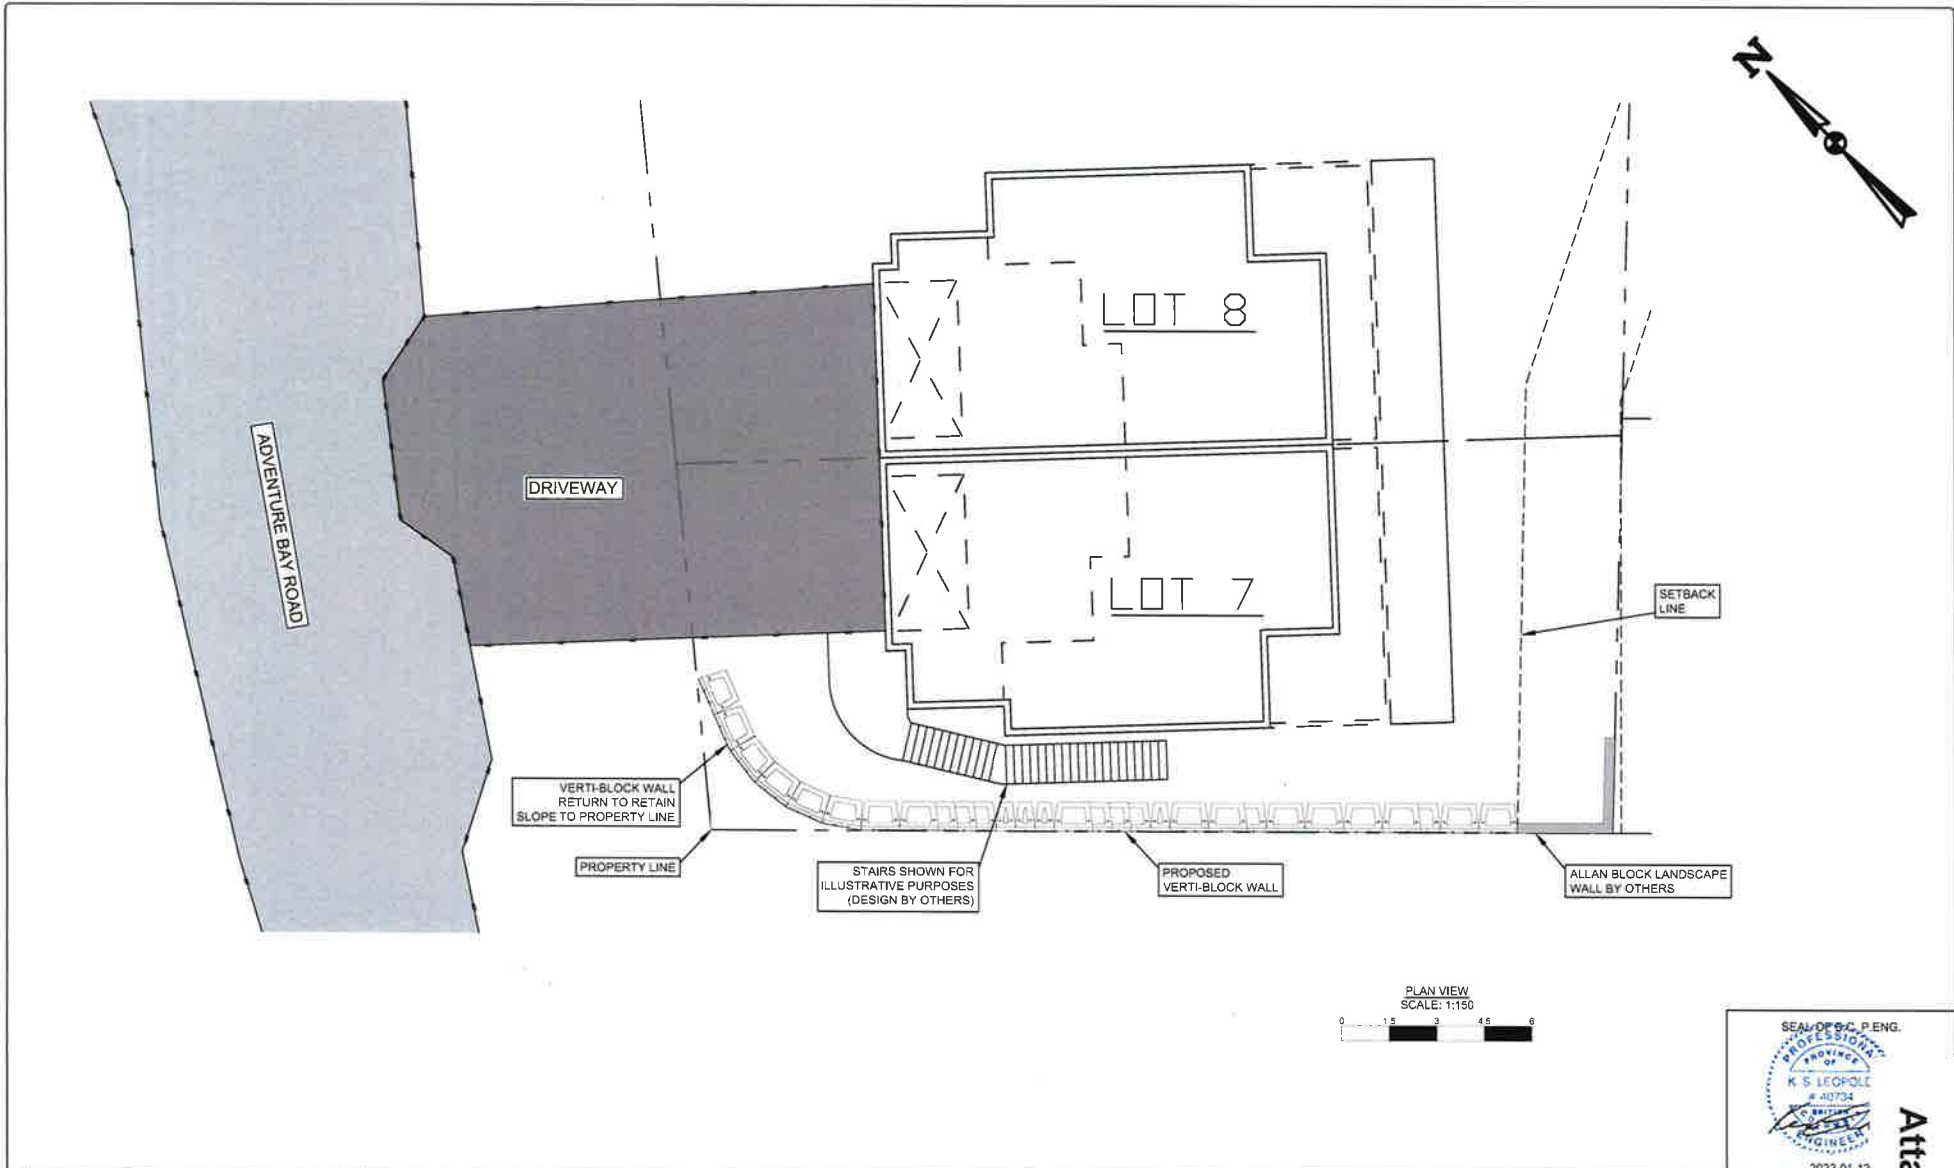 N
LOT 8
ADVENTURE BAY ROAD
DRIVEWAY
LOT 7
SETBACK
LINE
VERTI-BLOCK WALL
RETURN TO RETAIN
SLOPE TO PROPERTY LINE
PROPERTY LINE
STAIRS SHOWN FOR
ILLUSTRATIVE PURPOSES
(DESIGN BY OTHERS)
PROPOSED
VERTI-BLOCK WALL
ALLAN BLOCK LANDSCAPE
WALL BY OTHERS
PLAN VIEW
SCALE: 1:150
0 1.5 3 4.5 6
SEAL OF B.C. P.ENG.
PROVINCE
OF
K. S. LEOPOLD
# 40734
BRITISH
COLUMBIA
ENGINEER
Atta